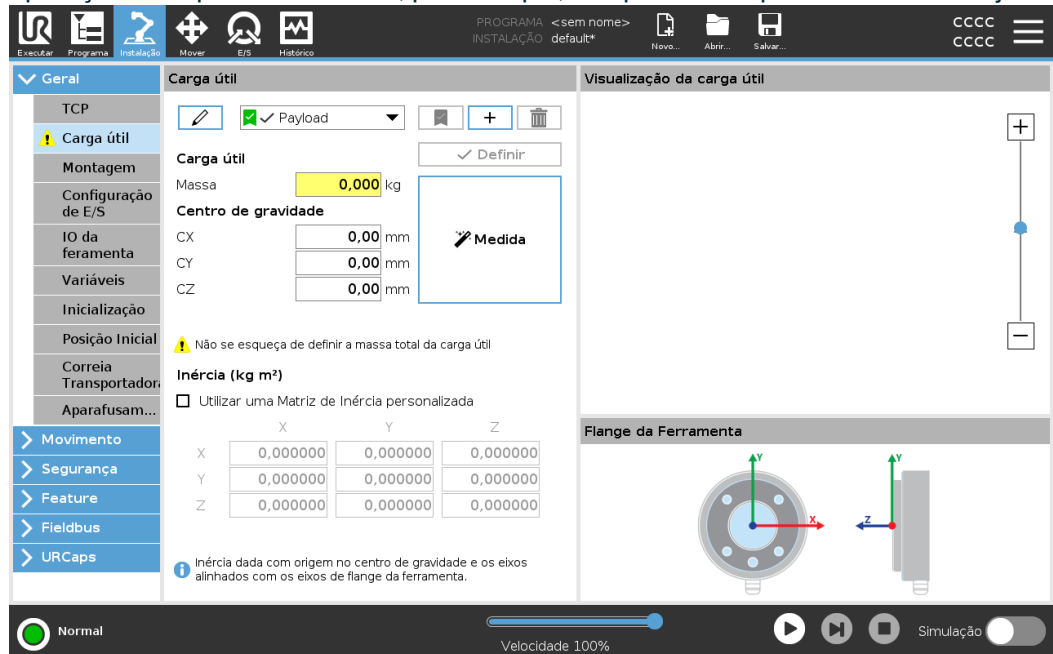 PROGRAMA <sem nome>
INSTALAÇÃO default*
CCCC
CCCC
Executar
Programa
Instalação
Mover
E/S
Histórico
Novo...
Abrir...
Salvar...
Geral
TCP
Carga útil
Montagem
Configuração
de E/S
IO da
feramenta
Variáveis
Inicialização
Posição Inicial
Correia
Transportador
Aparafusam...
Movimento
Segurança
Feature
Fieldbus
URCaps
Carga útil
Payload
Definir
Carga útil
Massa 0,000 kg
Centro de gravidade
CX 0,00 mm
CY 0,00 mm
CZ 0,00 mm
Medida
Não se esqueça de definir a massa total da carga útil
Inércia (kg m²)
Utilizar uma Matriz de Inércia personalizada
X Y Z
X 0,000000 0,000000 0,000000
Y 0,000000 0,000000 0,000000
Z 0,000000 0,000000 0,000000
Inércia dada com origem no centro de gravidade e os eixos
alinhados com os eixos de flange da ferramenta.
Visualização da carga útil
Flange da Ferramenta
Y
X
Y
Z
Normal
Velocidade 100%
Simulação